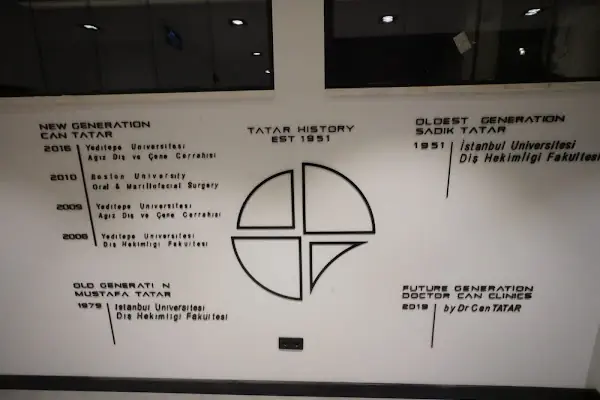 NEW GENERATION
CAN TATAR
2016 Yeditepe Üniversitesi
Ağız Diş ve Çene Cerrahisi
2010 Boston University
Oral & Maxillofacial Surgery
2009 Yeditepe Üniversitesi
Ağız Diş ve Çene Cerrahisi
2006 Yeditepe Üniversitesi
Diş Hekimliği Fakültesi
OLD GENERATI N
MUSTAFA TATAR
1979 İstanbul Üniversitesi
Diş Hekimliği Fakültesi
TATAR HISTORY
EST 1951
OLDEST GENERATION
SADIK TATAR
1951 İstanbul Üniversitesi
Diş Hekimliği Fakültesi
FUTURE GENERATION
DOCTOR CAN CLINICS
2019 by Dr Can TATAR